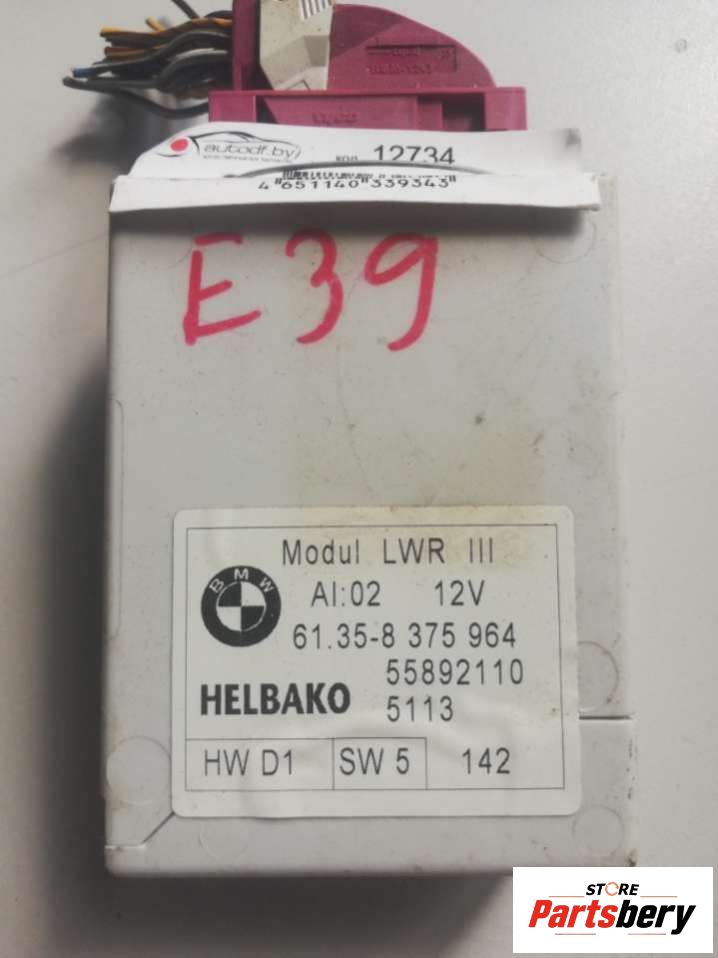 autodf.by
код 12734
4 651140 339343
E39
Modul LWR III
BMW
AI:02 12V
61.35-8 375 964
55892110
HELBAKO
5113
HW D1 SW 5 142
STORE
Partsbery